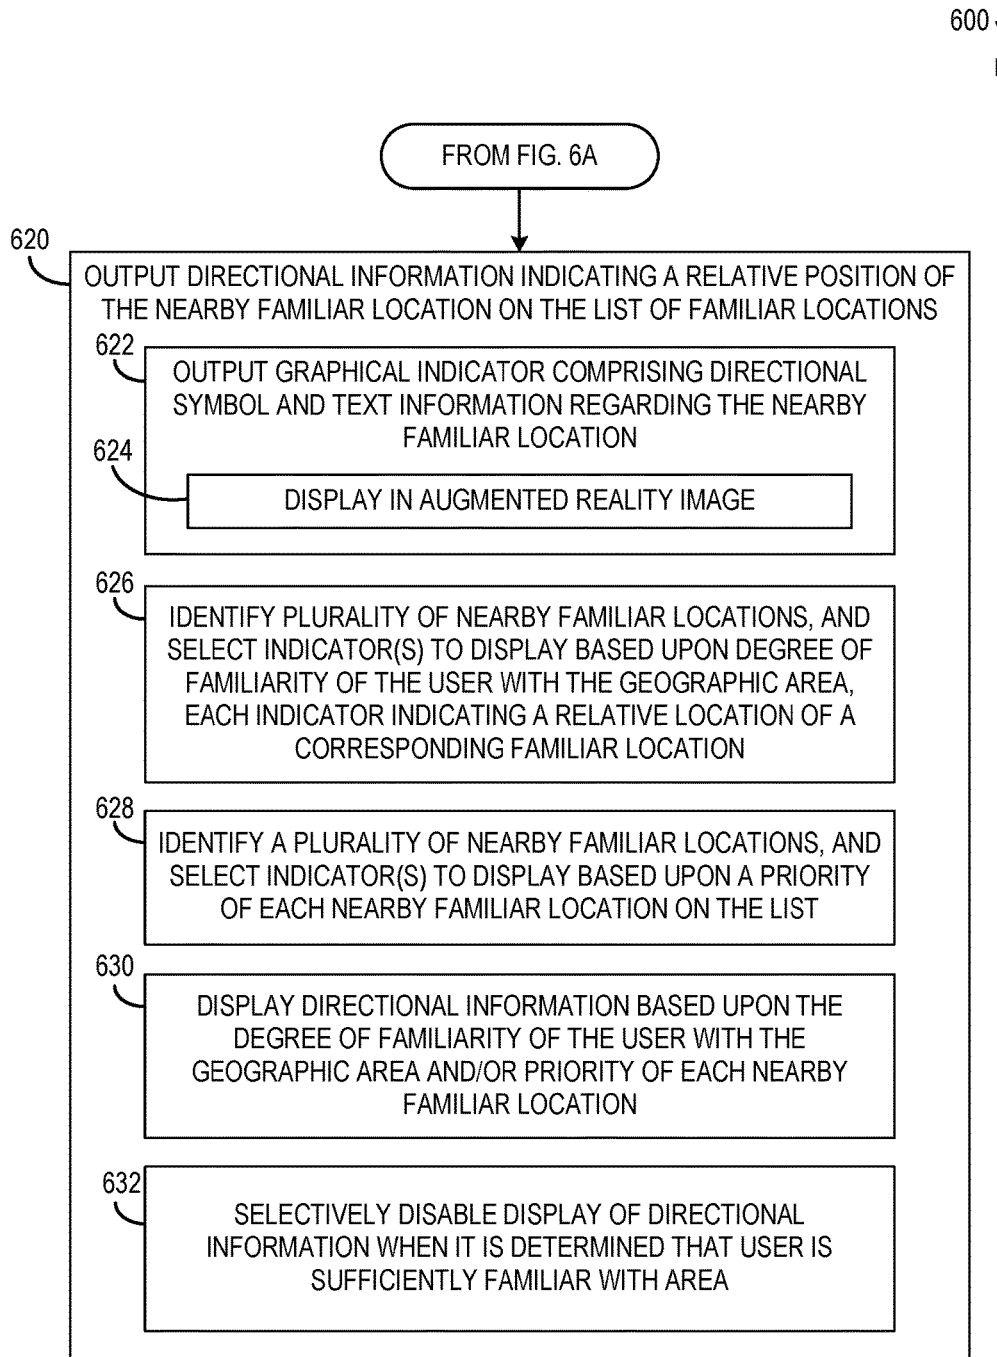 600
FROM FIG. 6A
620
OUTPUT DIRECTIONAL INFORMATION INDICATING A RELATIVE POSITION OF
THE NEARBY FAMILIAR LOCATION ON THE LIST OF FAMILIAR LOCATIONS
622
OUTPUT GRAPHICAL INDICATOR COMPRISING DIRECTIONAL
SYMBOL AND TEXT INFORMATION REGARDING THE NEARBY
FAMILIAR LOCATION
624
DISPLAY IN AUGMENTED REALITY IMAGE
626
IDENTIFY PLURALITY OF NEARBY FAMILIAR LOCATIONS, AND
SELECT INDICATOR(S) TO DISPLAY BASED UPON DEGREE OF
FAMILIARITY OF THE USER WITH THE GEOGRAPHIC AREA,
EACH INDICATOR INDICATING A RELATIVE LOCATION OF A
CORRESPONDING FAMILIAR LOCATION
628
IDENTIFY A PLURALITY OF NEARBY FAMILIAR LOCATIONS, AND
SELECT INDICATOR(S) TO DISPLAY BASED UPON A PRIORITY
OF EACH NEARBY FAMILIAR LOCATION ON THE LIST
630
DISPLAY DIRECTIONAL INFORMATION BASED UPON THE
DEGREE OF FAMILIARITY OF THE USER WITH THE
GEOGRAPHIC AREA AND/OR PRIORITY OF EACH NEARBY
FAMILIAR LOCATION
632
SELECTIVELY DISABLE DISPLAY OF DIRECTIONAL
INFORMATION WHEN IT IS DETERMINED THAT USER IS
SUFFICIENTLY FAMILIAR WITH AREA